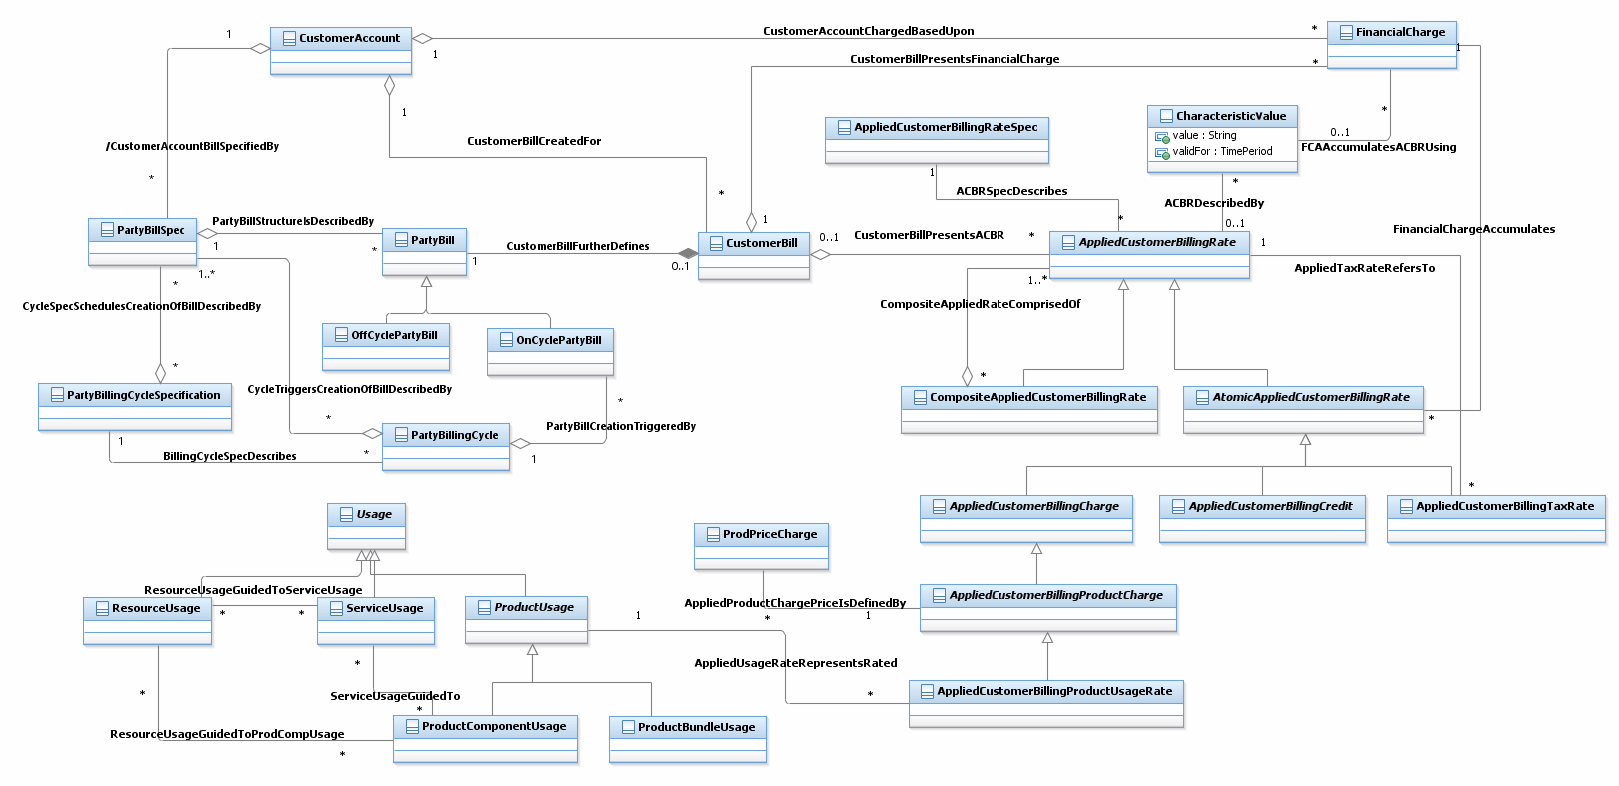 CustomerAccount
1
1
CustomerAccountChargedBasedUpon
*
FinancialCharge
1
CustomerBillPresentsFinancialCharge
*
1
CustomerBillCreatedFor
/CustomerAccountBillSpecifiedBy
*
AppliedCustomerBillingRateSpec
1
CharacteristicValue
value : String
validFor : TimePeriod
*
0..1
FCAAccumulatesACBRUsing
ACBRSpecDescribes
*
*
ACBRDescribedBy
0..1
*
1
PartyBillSpec
PartyBillStructureIsDescribedBy
1
*
PartyBill
1
CustomerBillFurtherDefines
0..1
CustomerBill
0..1
CustomerBillPresentsACBR
*
AppliedCustomerBillingRate
1
FinancialChargeAccumulates
AppliedTaxRateRefersTo
1..*
*
CycleSpecSchedulesCreationOfBillDescribedBy
1..*
CompositeAppliedRateComprisedOf
OffCyclePartyBill
OnCyclePartyBill
*
*
PartyBillingCycleSpecification
CycleTriggersCreationOfBillDescribedBy
*
*
CompositeAppliedCustomerBillingRate
AtomicAppliedCustomerBillingRate
*
1
PartyBillingCycle
PartyBillCreationTriggeredBy
1
BillingCycleSpecDescribes
*
*
Usage
AppliedCustomerBillingCharge
AppliedCustomerBillingCredit
AppliedCustomerBillingTaxRate
ProdPriceCharge
ResourceUsageGuidedToServiceUsage
ResourceUsage
*
*
ServiceUsage
ProductUsage
1
AppliedProductChargePriceIsDefinedBy
*
1
AppliedCustomerBillingProductCharge
*
*
AppliedUsageRateRepresentsRated
*
AppliedCustomerBillingProductUsageRate
ServiceUsageGuidedTo
*
ProductComponentUsage
ProductBundleUsage
ResourceUsageGuidedToProdCompUsage
*